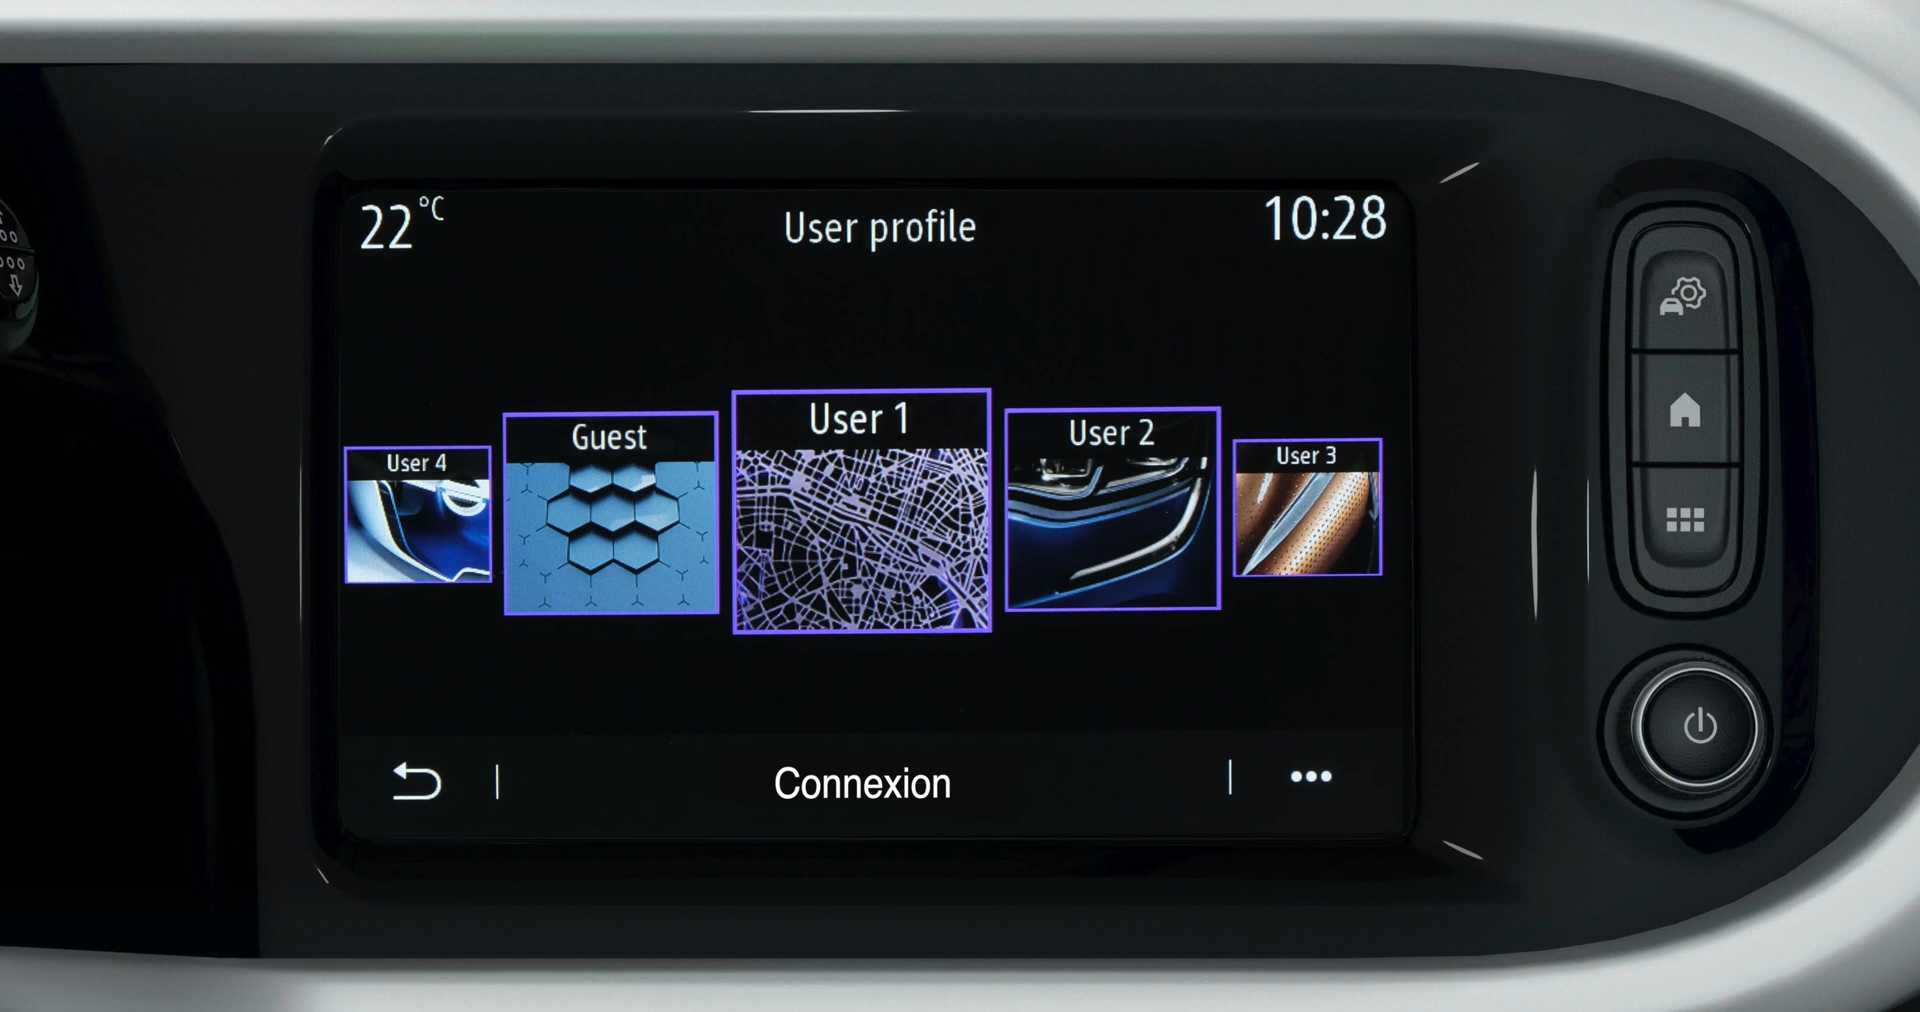 22 °C
User profile
10:28
User 4
Guest
User 1
User 2
User 3
Connexion